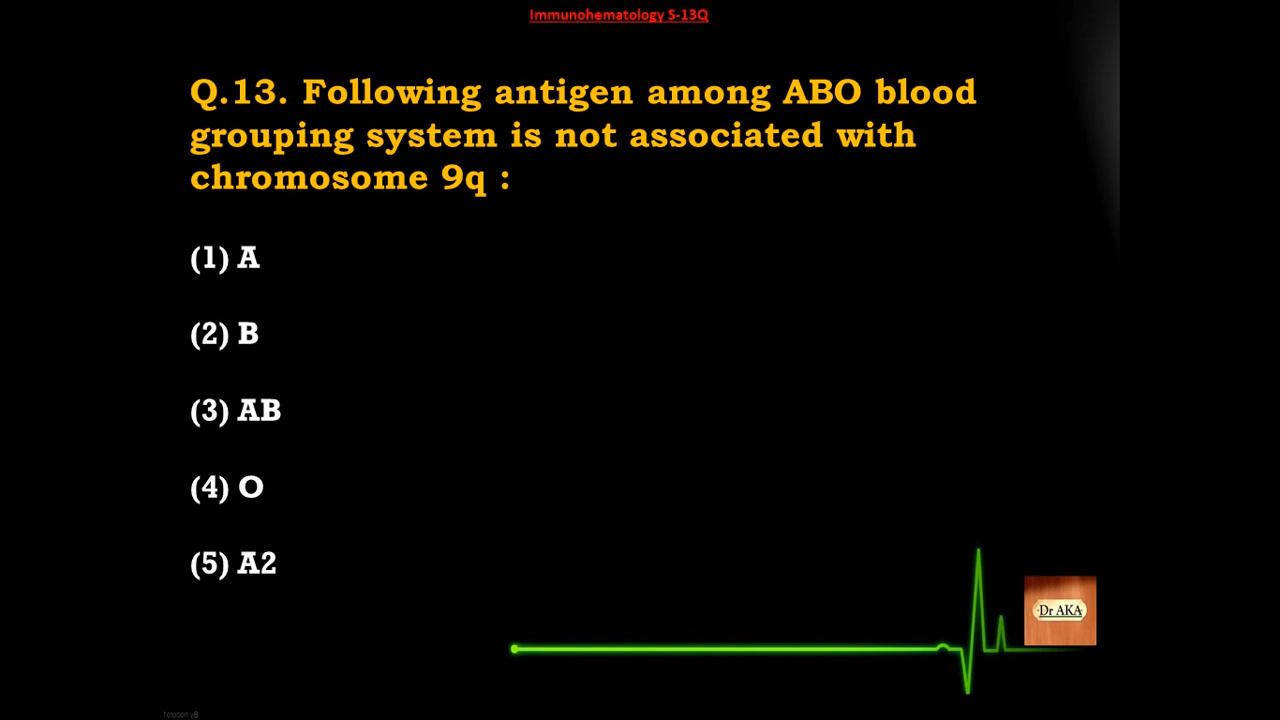 Immunohematology S-13Q
Q.13. Following antigen among ABO blood
grouping system is not associated with
chromosome 9q :
(1) A
(2) B
(3) AB
(4) O
(5) A2
Dr AKA